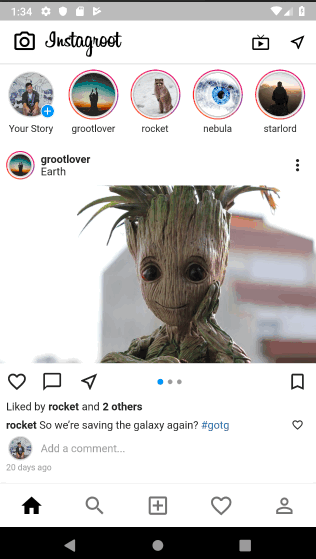 1:34
Instagroot
Your Story
grootlover
rocket
nebula
starlord
grootlover
Earth
Liked by rocket and 2 others
rocket So we're saving the galaxy again? #gotg
Add a comment...
20 days ago